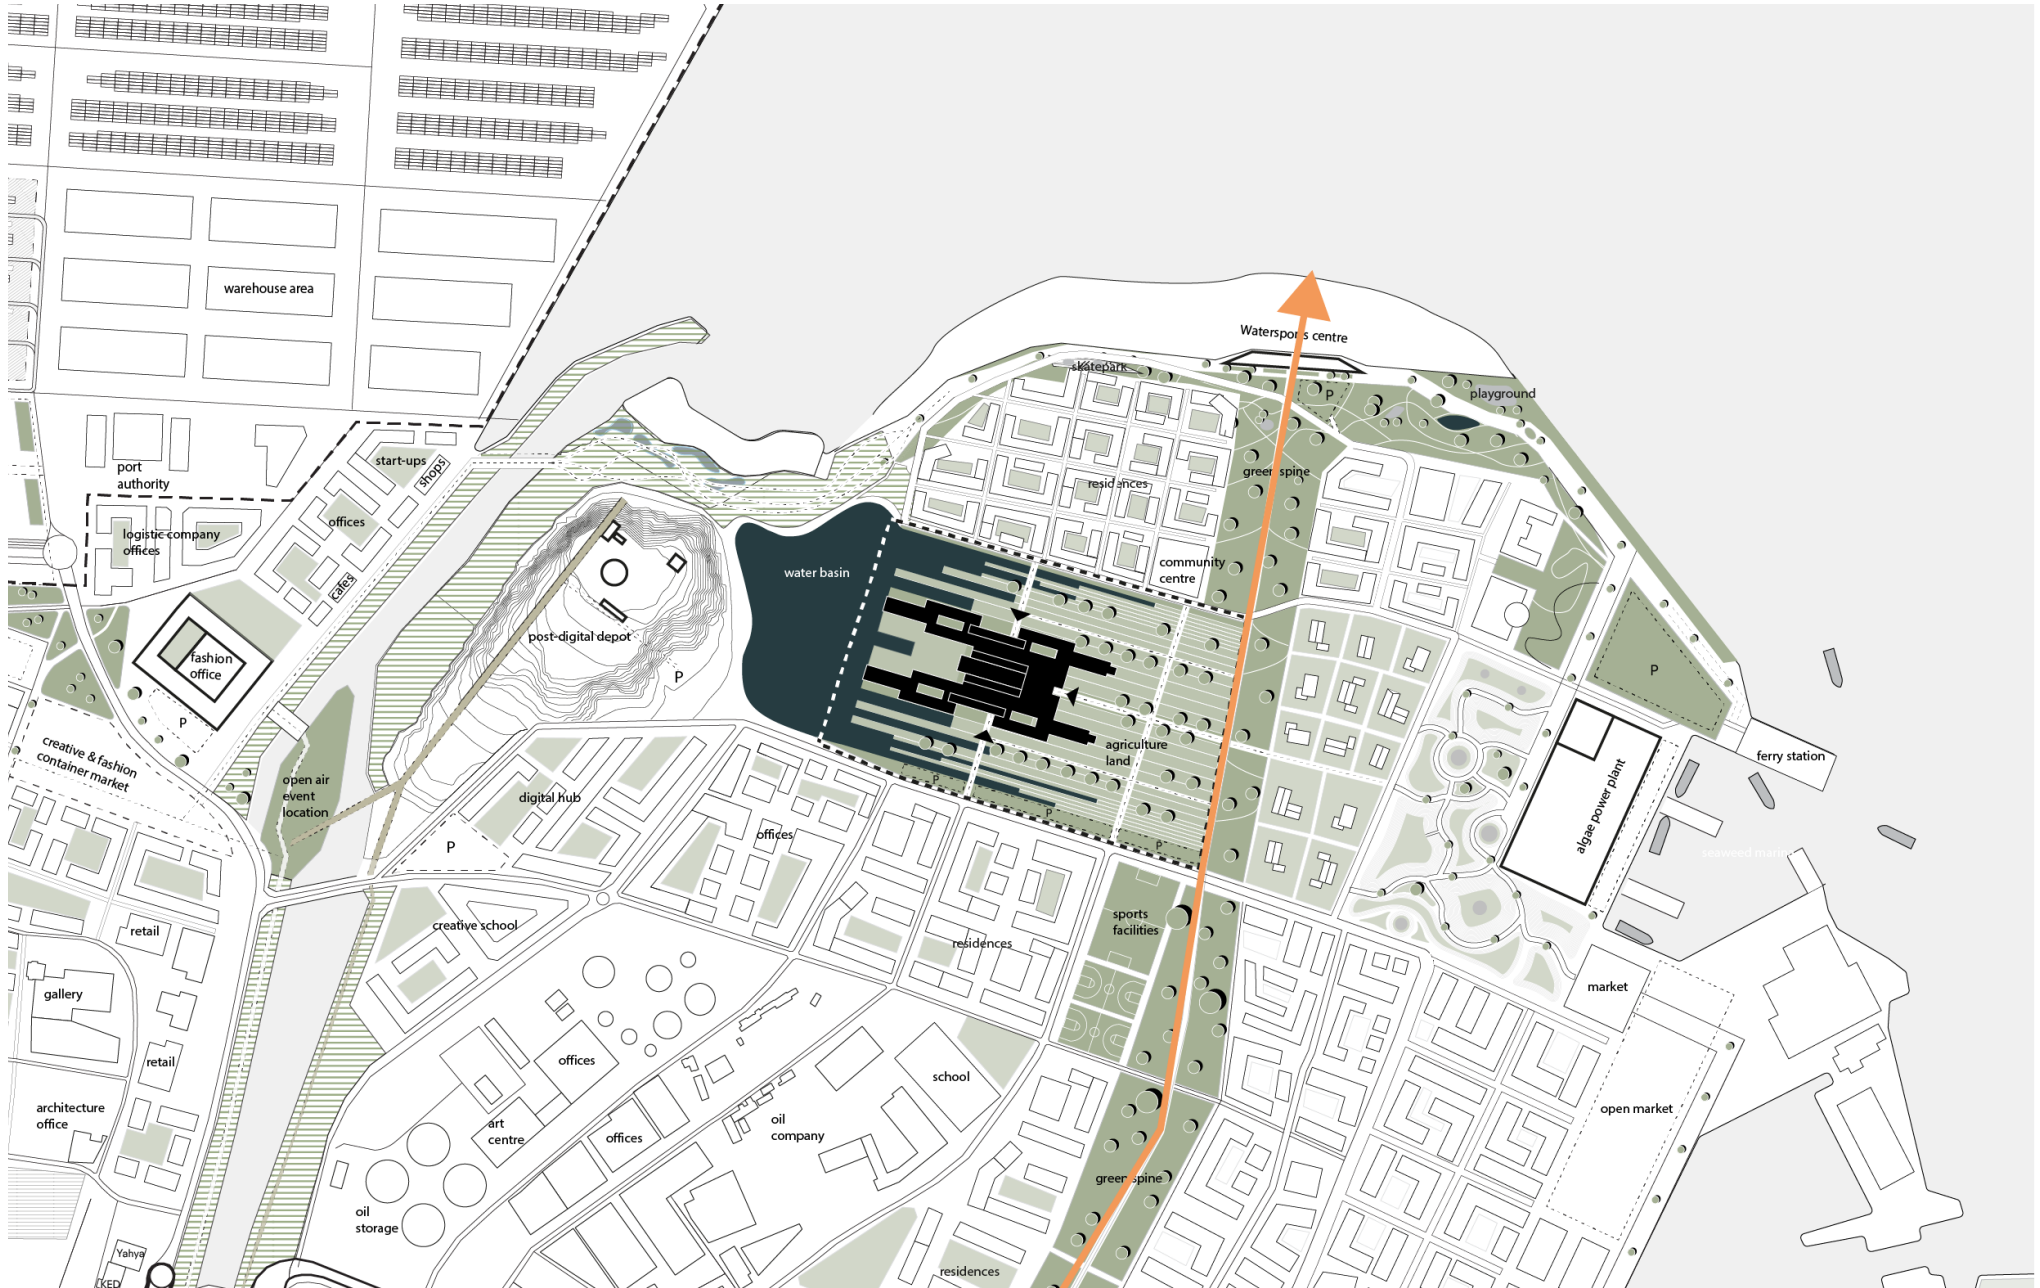 warehouse area
Watersports centre
skatepark
P
playground
port
authority
start-ups
shops
offices
logistic company
offices
cafes
residences
green spine
community
centre
water basin
post-digital depot
P
P
fashion
office
P
creative & fashion
container market
open air
event
location
digital hub
P
offices
agriculture
land
P
P
P
algae power plant
ferry station
seaweed marina
creative school
retail
gallery
retail
architecture
office
residences
sports
facilities
market
offices
art
centre
offices
oil
company
school
open market
green spine
oil
storage
residences
Yahya
KED